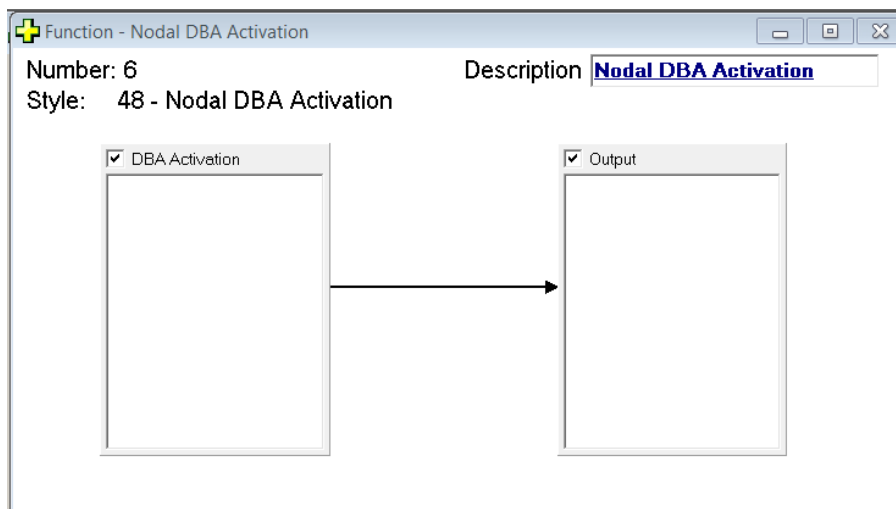 Function - Nodal DBA Activation
Number: 6
Description Nodal DBA Activation
Style: 48 - Nodal DBA Activation
DBA Activation
Output